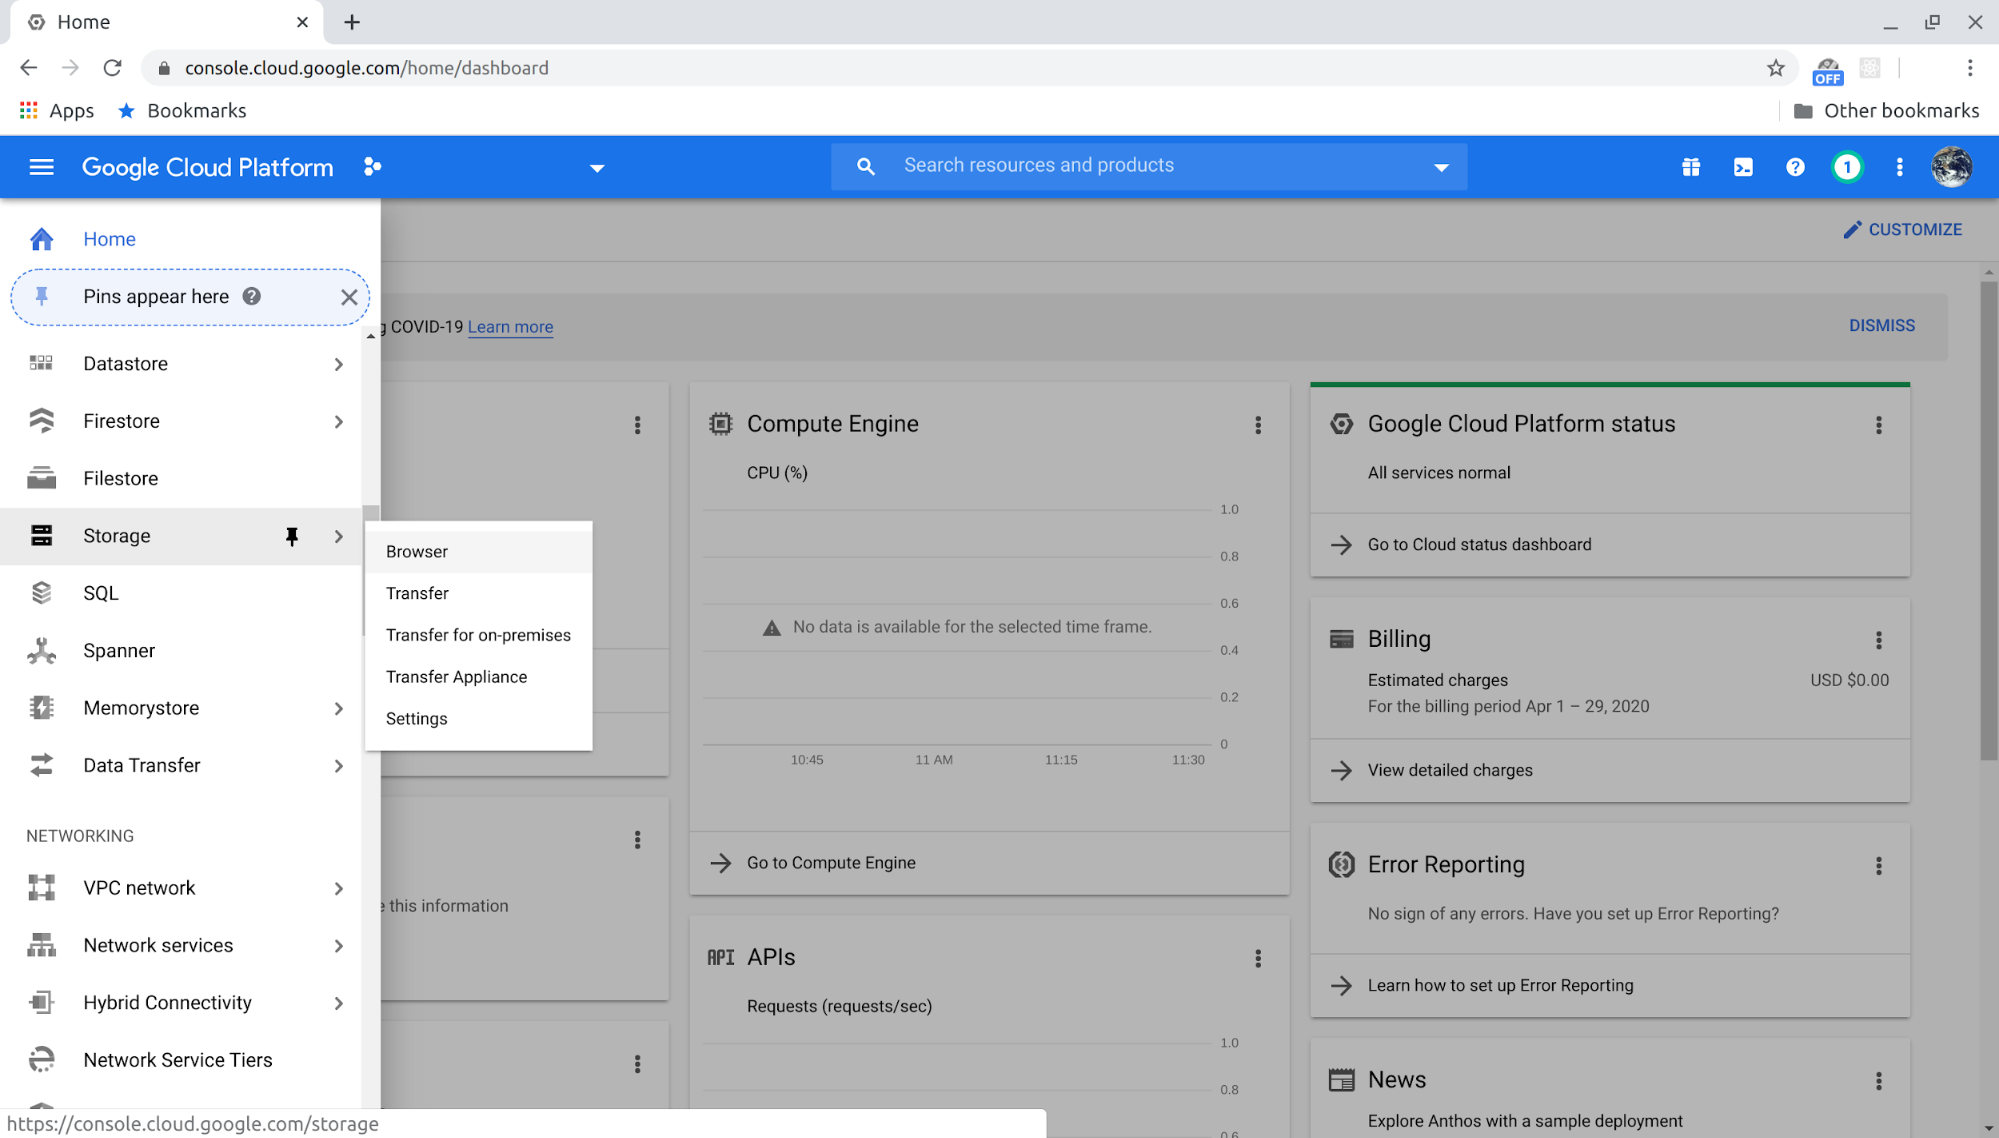 Home
console.cloud.google.com/home/dashboard
OFF
Apps
Bookmarks
Other bookmarks
Google Cloud Platform
Search resources and products
1
Home
CUSTOMIZE
Pins appear here
g COVID-19 Learn more
DISMISS
Datastore
Firestore
Filestore
Storage
SQL
Spanner
Memorystore
Data Transfer
NETWORKING
VPC network
Network services
Hybrid Connectivity
Network Service Tiers
Browser
Transfer
Transfer for on-premises
Transfer Appliance
Settings
e this information
Compute Engine
CPU (%)
1.0
0.8
0.6
No data is available for the selected time frame.
0.4
0.2
0
10:45 11 AM 11:15 11:30
Go to Compute Engine
API APIs
Requests (requests/sec)
1.0
0.8
0.6
Google Cloud Platform status
All services normal
Go to Cloud status dashboard
Billing
Estimated charges USD $0.00
For the billing period Apr 1 – 29, 2020
View detailed charges
Error Reporting
No sign of any errors. Have you set up Error Reporting?
Learn how to set up Error Reporting
News
Explore Anthos with a sample deployment
https://console.cloud.google.com/storage